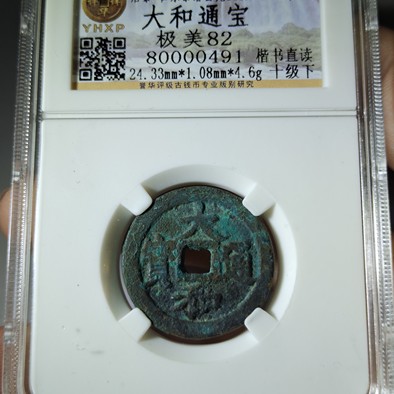 大和通宝
YHXP
极美82
80000491 楷书直读
24.33mm*1.08mm*4.6g 十级下
誉华评级古钱币专业版别研究
大和通寳